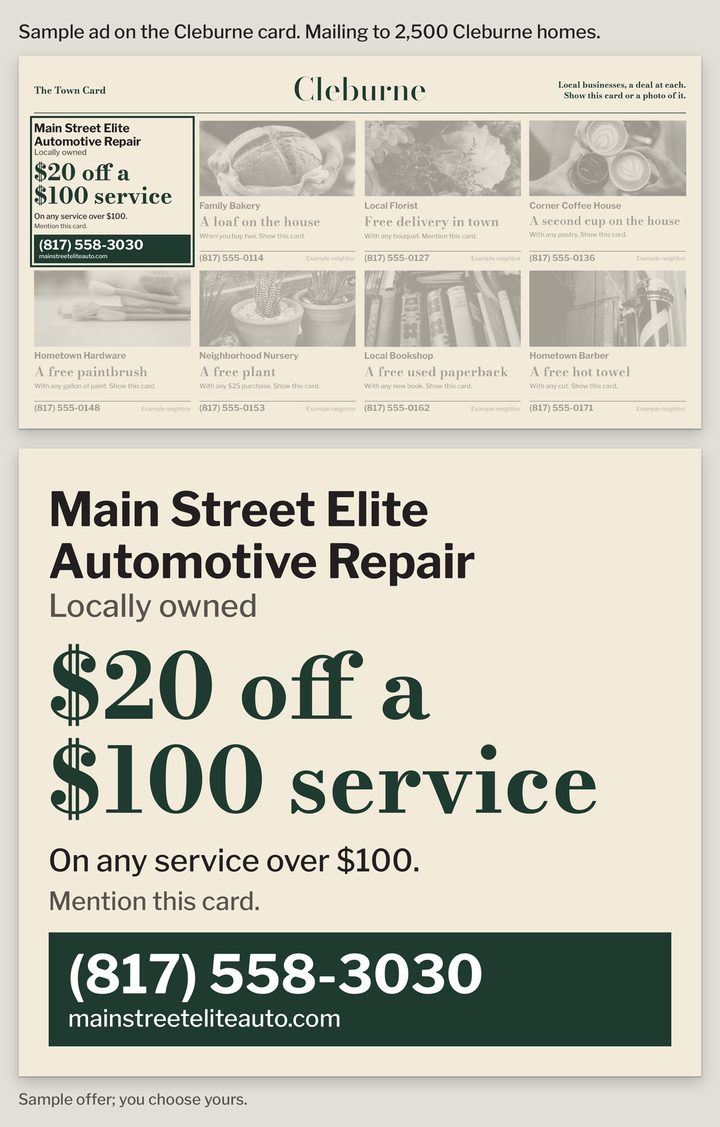 Sample ad on the Cleburne card. Mailing to 2,500 Cleburne homes.
The Town Card
Cleburne
Local businesses, a deal at each.
Show this card or a photo of it.
Main Street Elite
Automotive Repair
Locally owned
$20 off a
$100 service
On any service over $100.
Mention this card.
(817) 558-3030
mainstreeteliteauto.com
Family Bakery
A loaf on the house
When you buy two. Show this card.
(817) 555-0114
Local Florist
Free delivery in town
With any bouquet. Mention this card.
(817) 555-0127
Example neighbor
Corner Coffee House
A second cup on the house
With any pastry. Show this card.
(817) 555-0136
Example neighbor
Hometown Hardware
A free paintbrush
With any gallon of paint. Show this card.
(817) 555-0148
Example neighbor
Neighborhood Nursery
A free plant
With any $25 purchase. Show this card.
(817) 555-0153
Example neighbor
Local Bookshop
A free used paperback
With any new book. Show this card.
(817) 555-0162
Example neighbor
Hometown Barber
A free hot towel
With any cut. Show this card.
(817) 555-0171
Example neighbor
Main Street Elite
Automotive Repair
Locally owned
$20 off a
$100 service
On any service over $100.
Mention this card.
(817) 558-3030
mainstreeteliteauto.com
Sample offer; you choose yours.